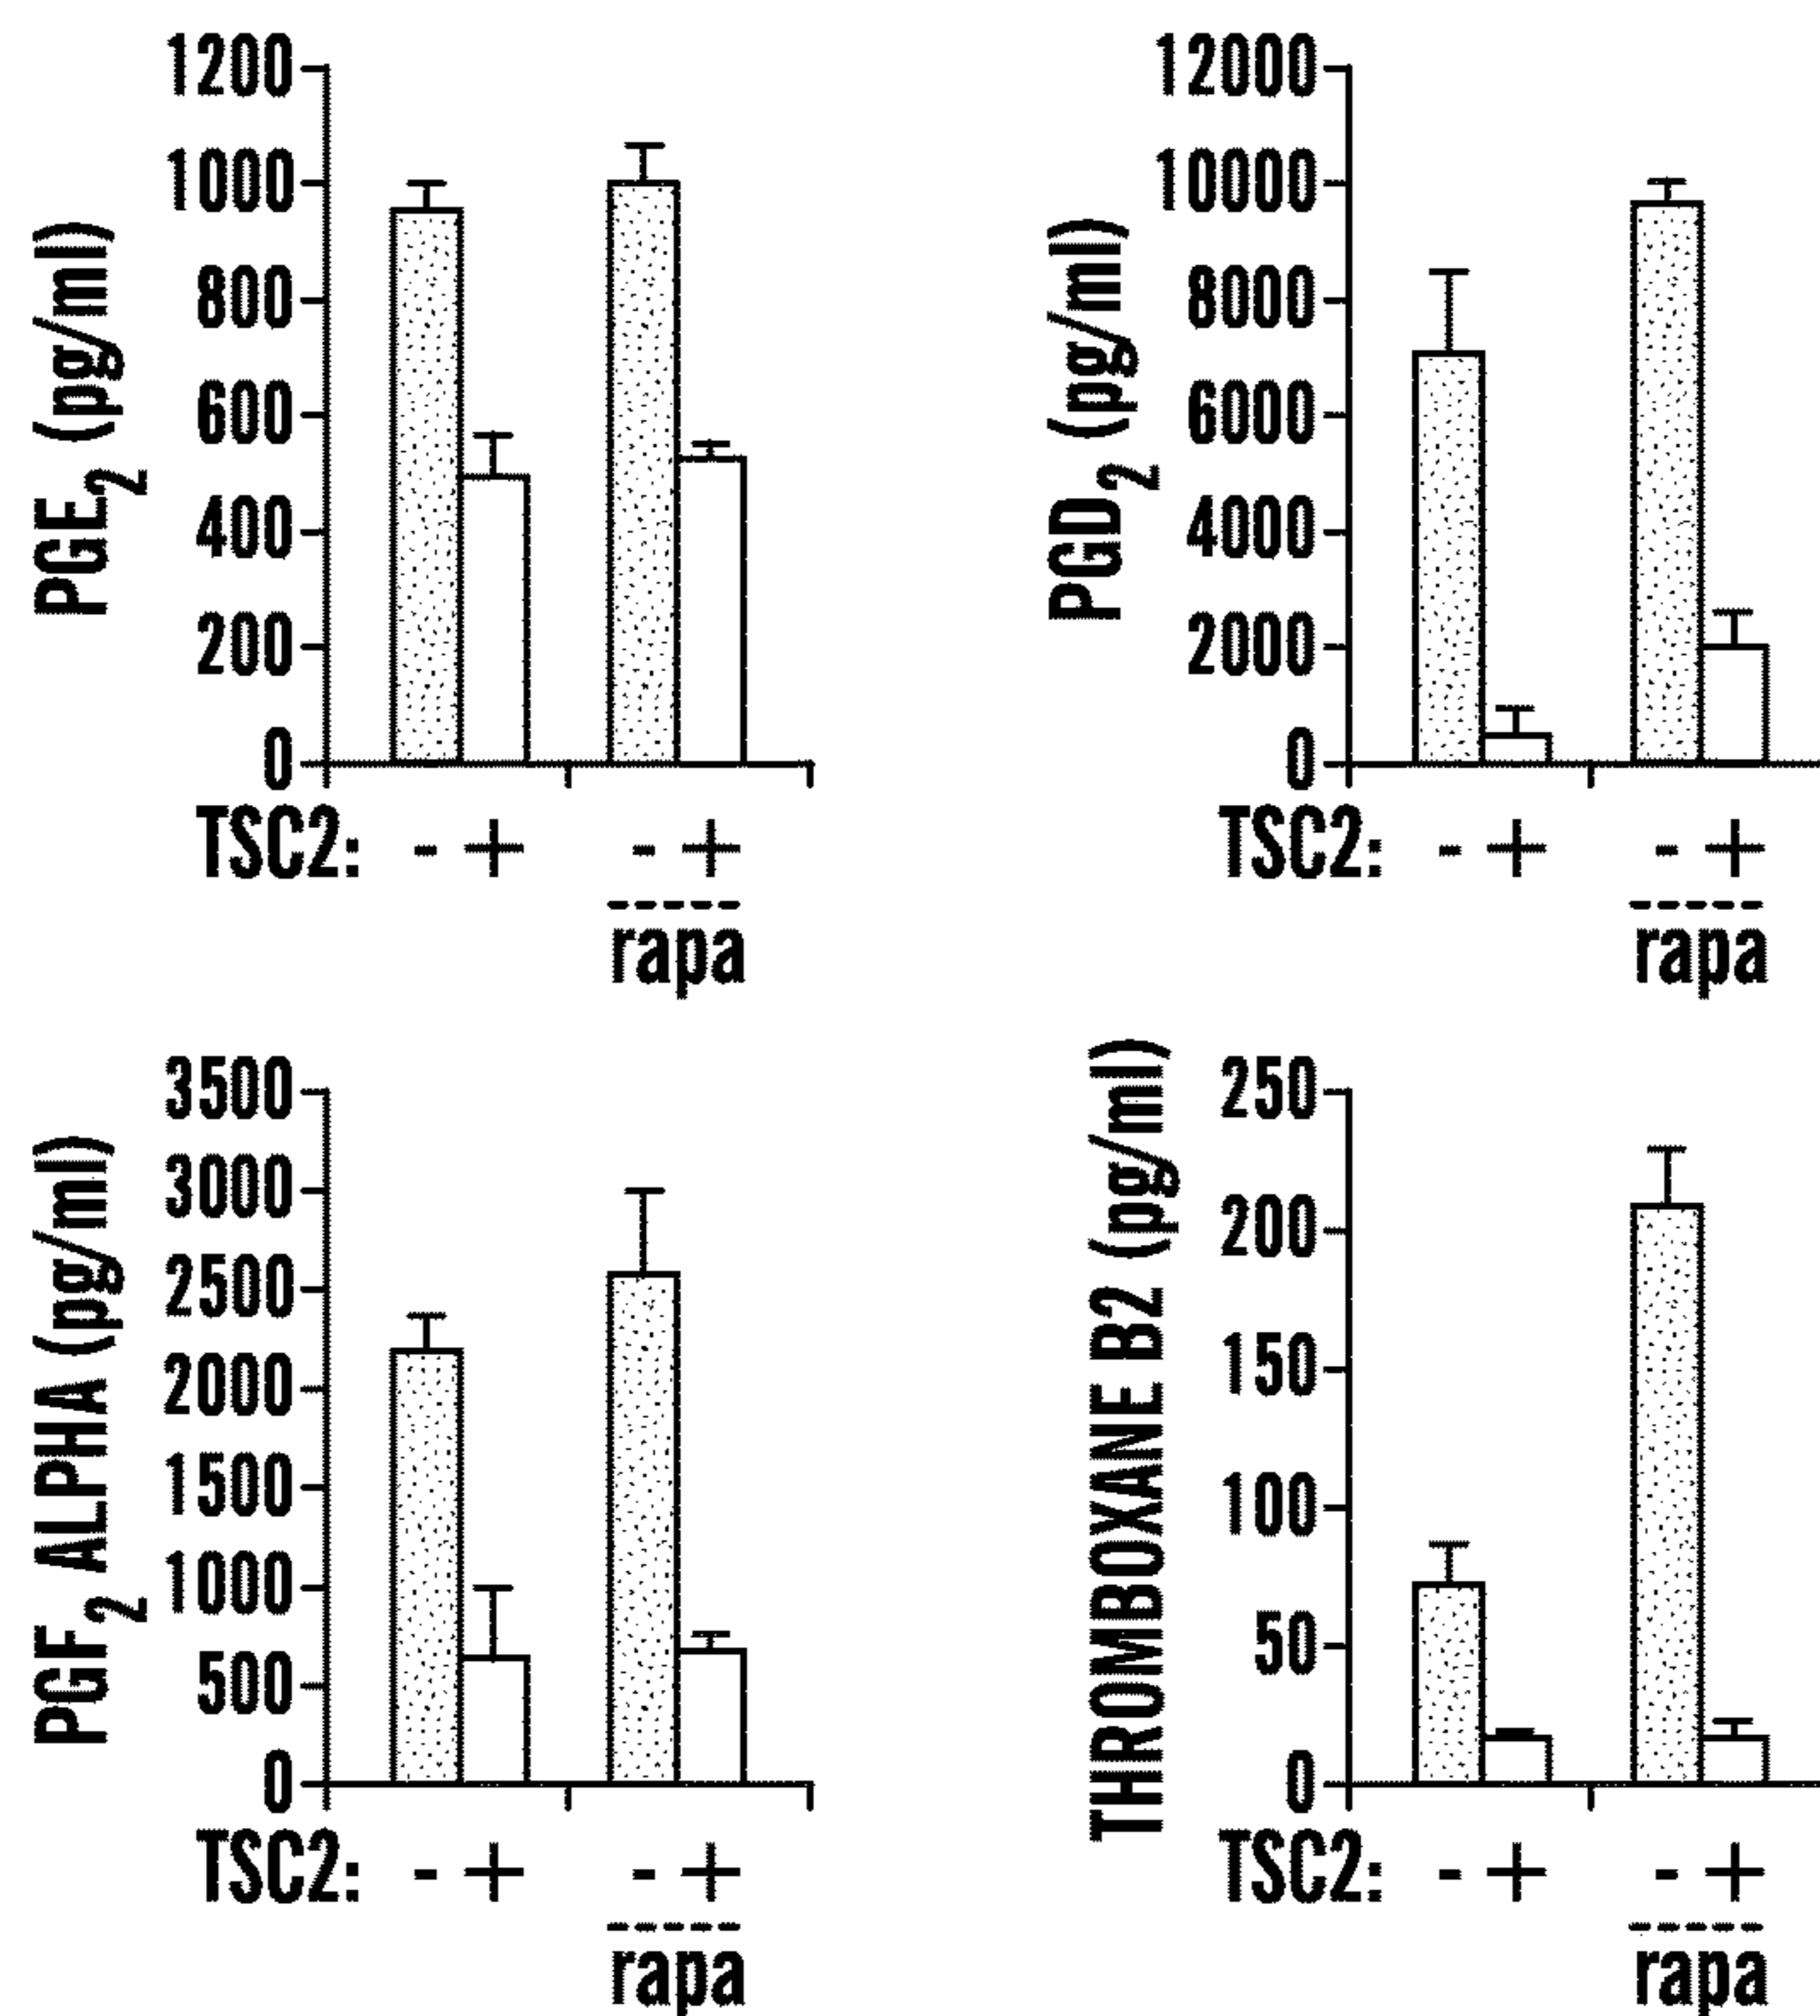 PGE2 (pg/ml)
1200
1000
800
600
400
200
0
TSC2: - + - +
rapa
PGD2 (pg/ml)
12000
10000
8000
6000
4000
2000
0
TSC2: - + - +
rapa
PGF2 ALPHA (pg/ml)
3500
3000
2500
2000
1500
1000
500
0
TSC2: - + - +
rapa
THROMBOXANE B2 (pg/ml)
250
200
150
100
50
0
TSC2: - + - +
rapa